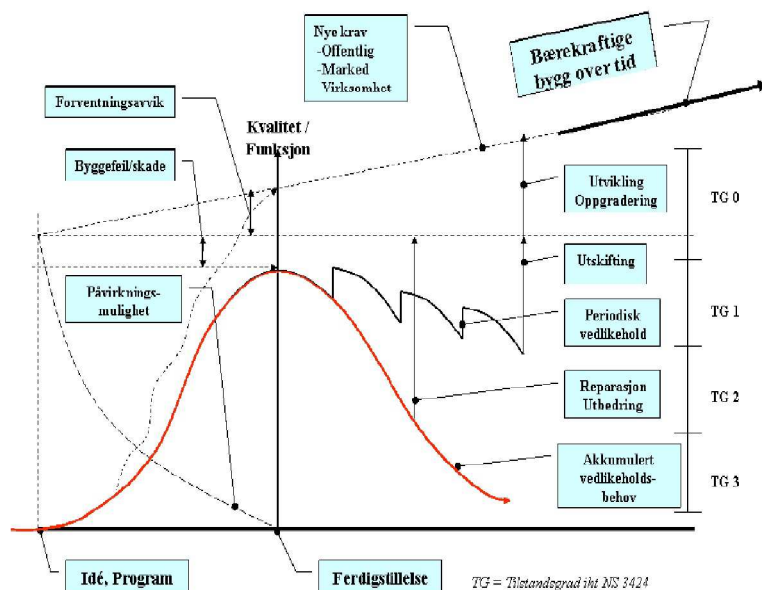 Nye krav
-Offentlig
-Marked
Virksomhet
Bærekraftige
bygg over tid
Forventningsavvik
Kvalitet /
Funksjon
Byggefeil/skade
Utvikling
Oppgradering
TG 0
Utskifting
Påvirknings-
mulighet
Periodisk
vedlikehold
TG 1
Reparasjon
Utbedring
TG 2
Akkumulert
vedlikeholds-
behov
TG 3
Idé, Program
Ferdigstillelse
TG = Tilstandsgrad iht NS 3424